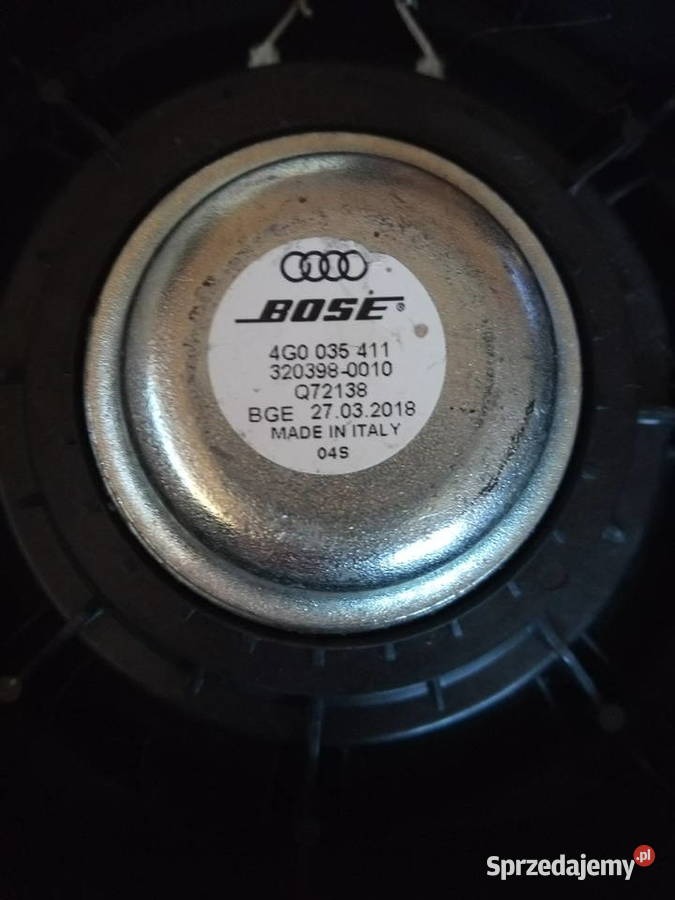 BOSE®
4G0 035 411
320398-0010
Q72138
BGE 27.03.2018
MADE IN ITALY
04S
Sprzedajemy.pl